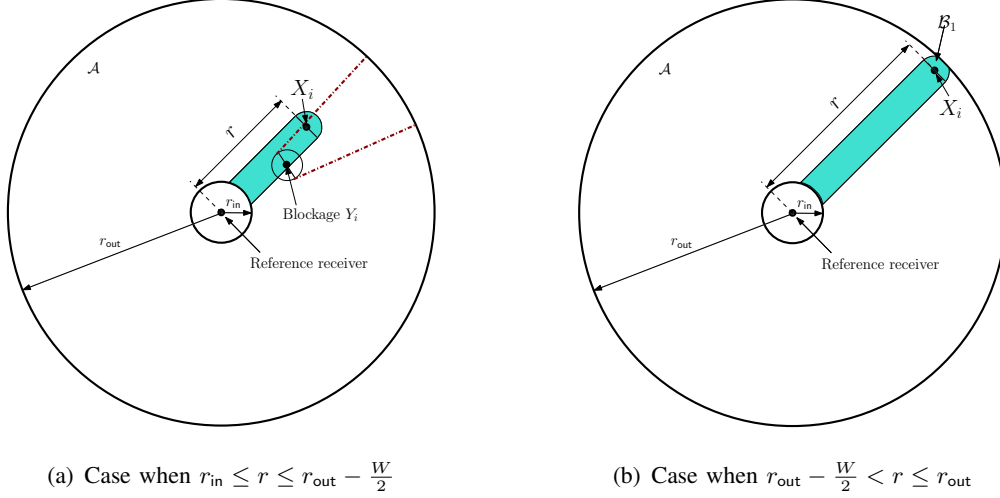 𝒜
X_i
r
r_in
Blockage Y_i
r_out
Reference receiver
(a) Case when r_in ≤ r ≤ r_out − W/2
ℬ_1
𝒜
X_i
r
r_in
r_out
Reference receiver
(b) Case when r_out − W/2 < r ≤ r_out